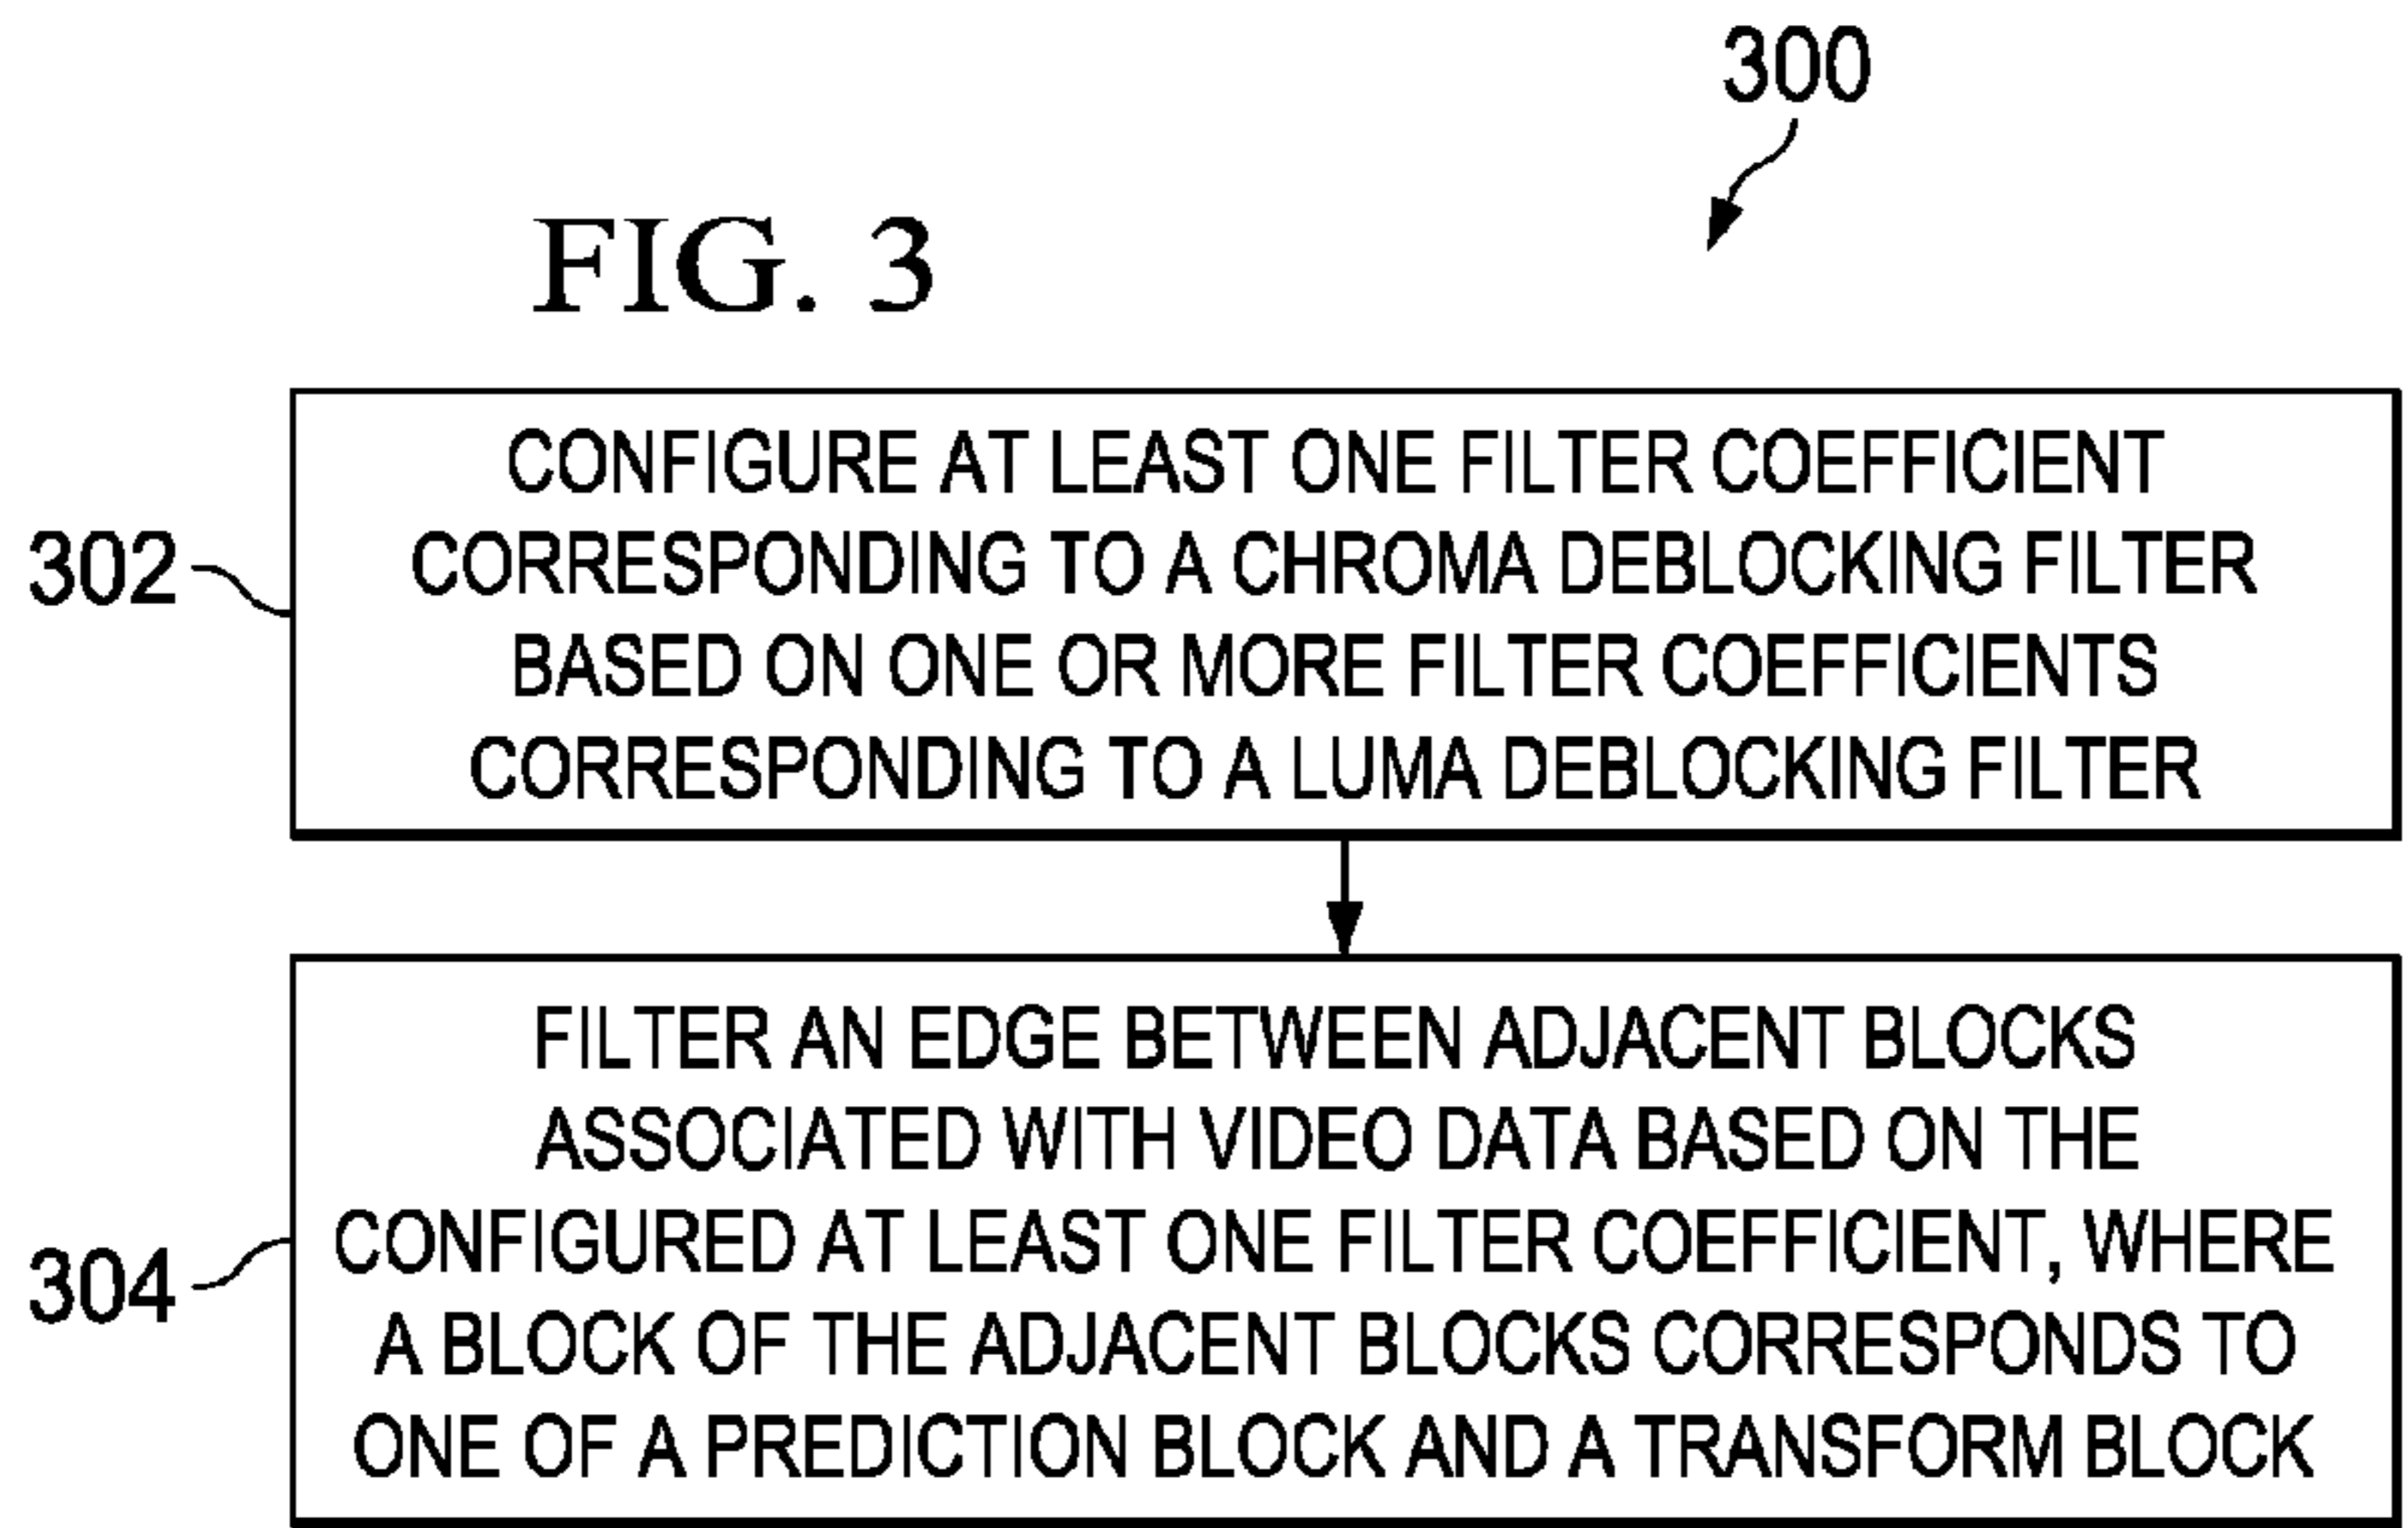 300
FIG. 3
302
CONFIGURE AT LEAST ONE FILTER COEFFICIENT
CORRESPONDING TO A CHROMA DEBLOCKING FILTER
BASED ON ONE OR MORE FILTER COEFFICIENTS
CORRESPONDING TO A LUMA DEBLOCKING FILTER
304
FILTER AN EDGE BETWEEN ADJACENT BLOCKS
ASSOCIATED WITH VIDEO DATA BASED ON THE
CONFIGURED AT LEAST ONE FILTER COEFFICIENT, WHERE
A BLOCK OF THE ADJACENT BLOCKS CORRESPONDS TO
ONE OF A PREDICTION BLOCK AND A TRANSFORM BLOCK